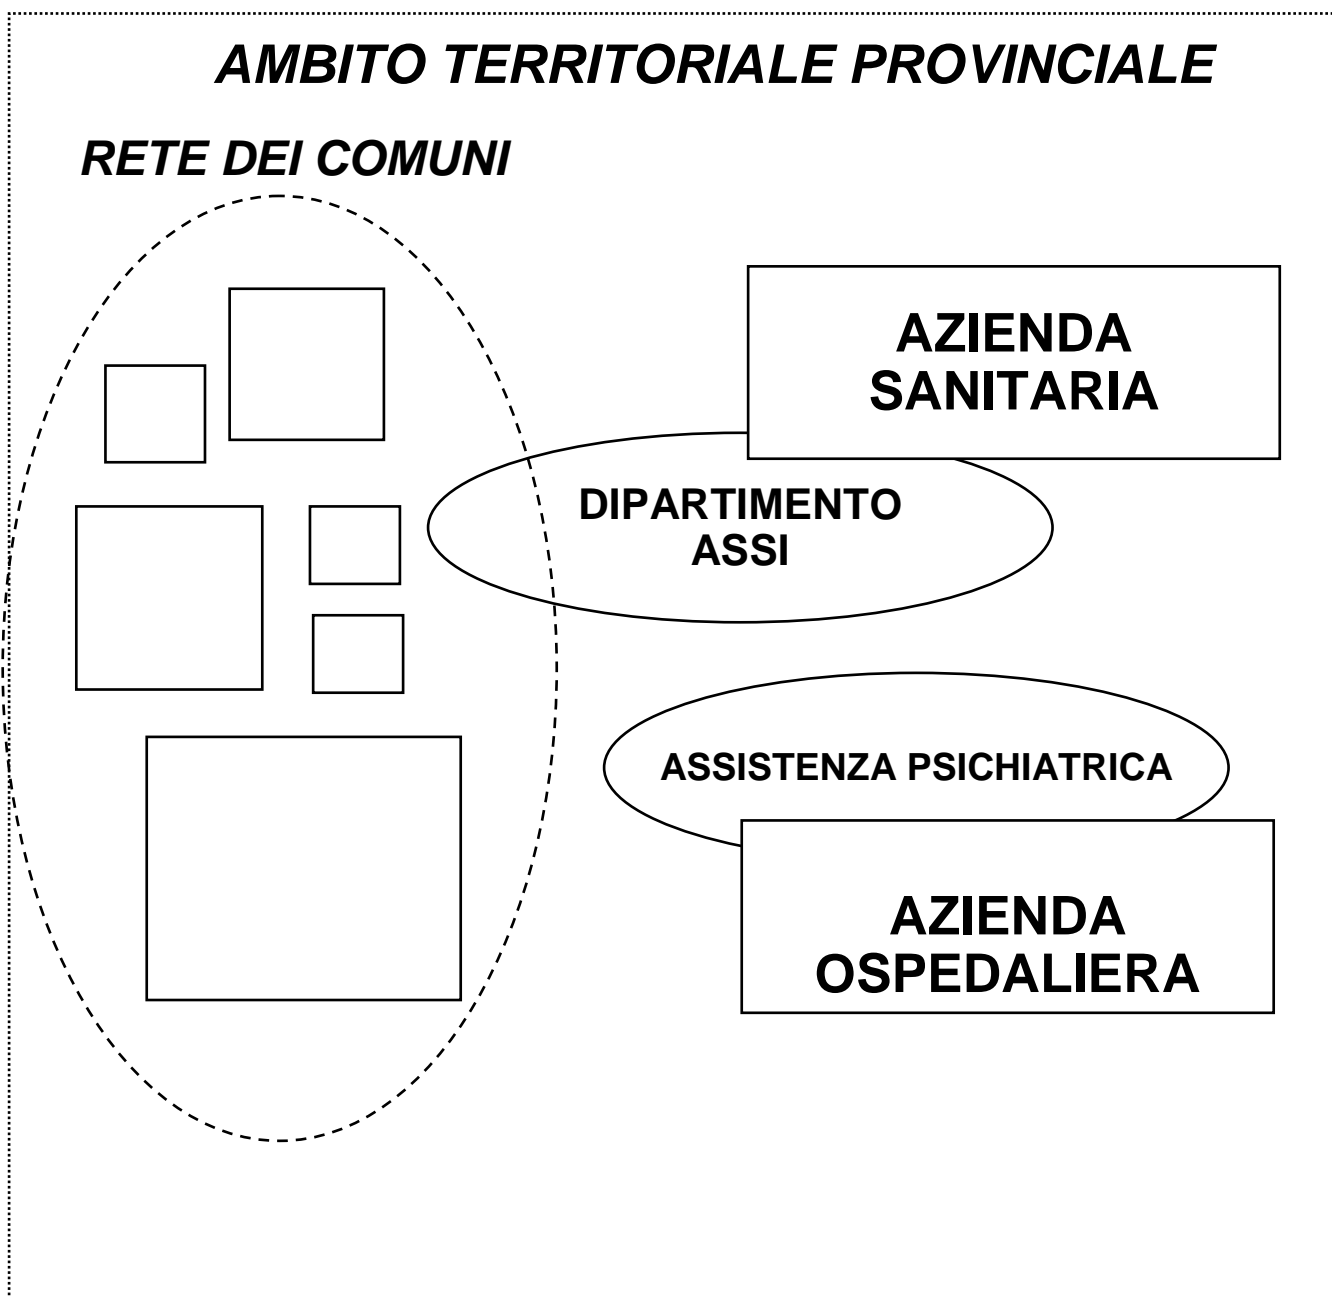 AMBITO TERRITORIALE PROVINCIALE
RETE DEI COMUNI
AZIENDA
SANITARIA
DIPARTIMENTO
ASSI
ASSISTENZA PSICHIATRICA
AZIENDA
OSPEDALIERA